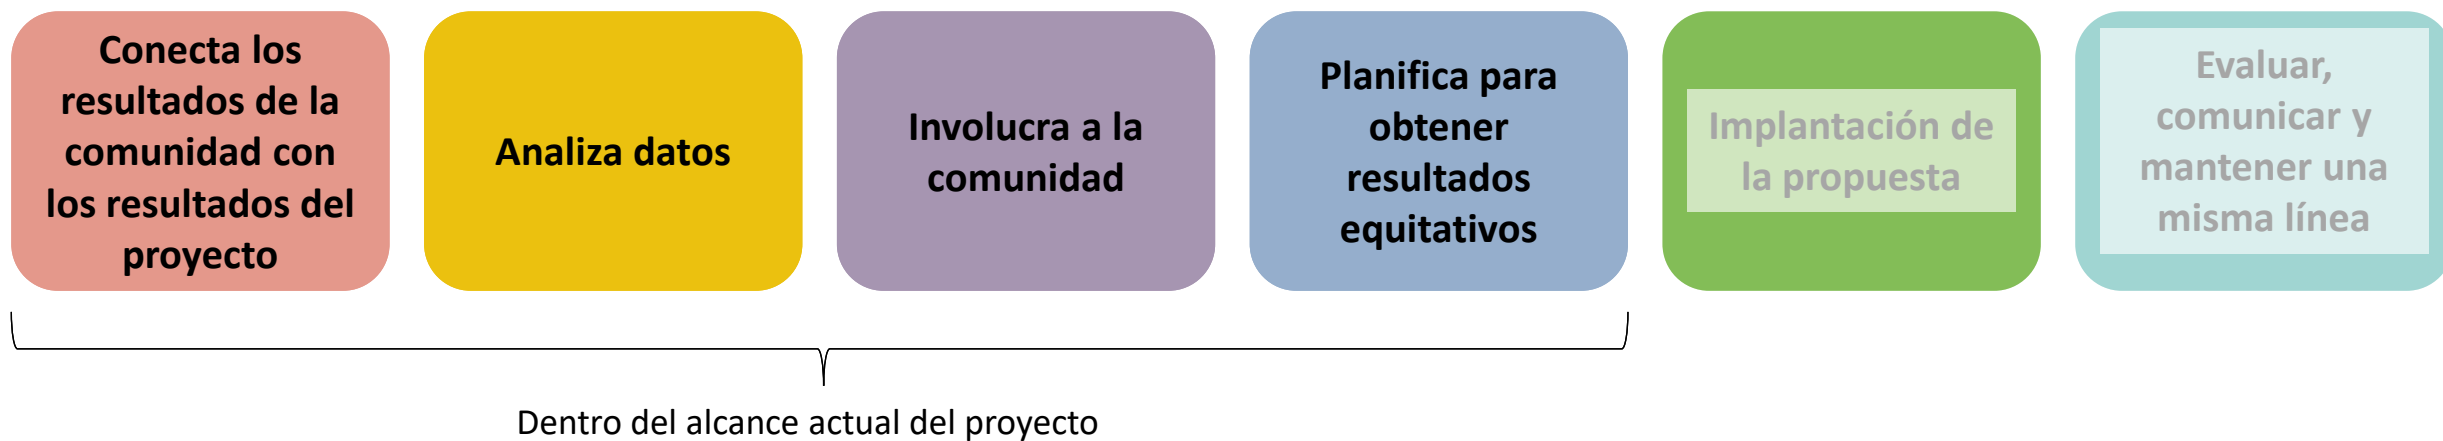 Conecta los
resultados de la
comunidad con
los resultados del
proyecto
Analiza datos
Involucra a la
comunidad
Planifica para
obtener
resultados
equitativos
Implantación de
la propuesta
Evaluar,
comunicar y
mantener una
misma línea
Dentro del alcance actual del proyecto